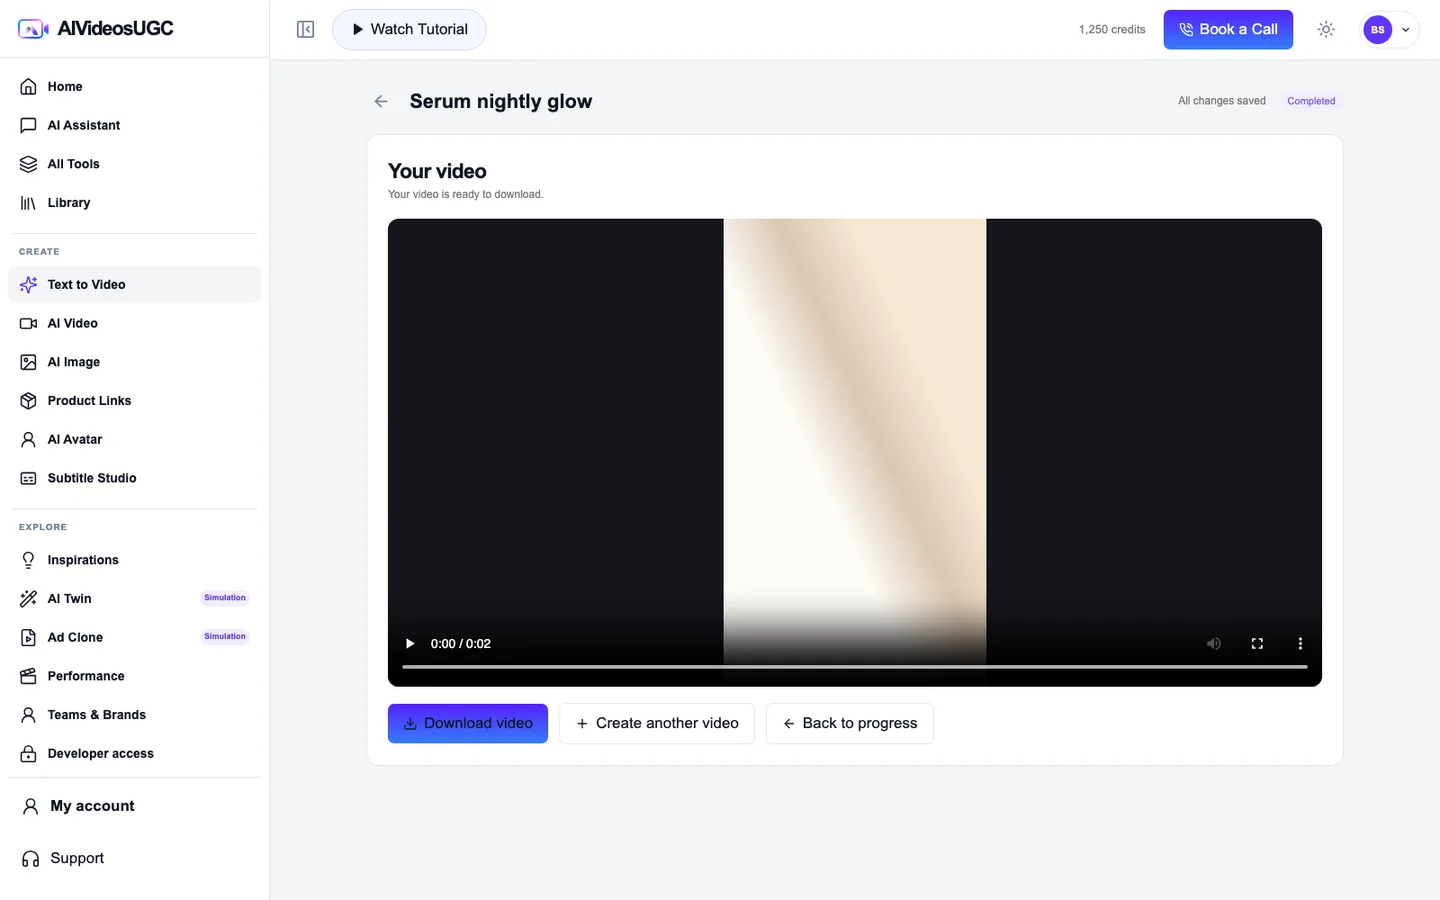 AIVideosUGC
Watch Tutorial
1,250 credits
Book a Call
BS
Home
AI Assistant
All Tools
Library
CREATE
Text to Video
AI Video
AI Image
Product Links
AI Avatar
Subtitle Studio
EXPLORE
Inspirations
AI Twin Simulation
Ad Clone Simulation
Performance
Teams & Brands
Developer access
My account
Support
Serum nightly glow
All changes saved
Completed
Your video
Your video is ready to download.
0:00 / 0:02
Download video
Create another video
Back to progress